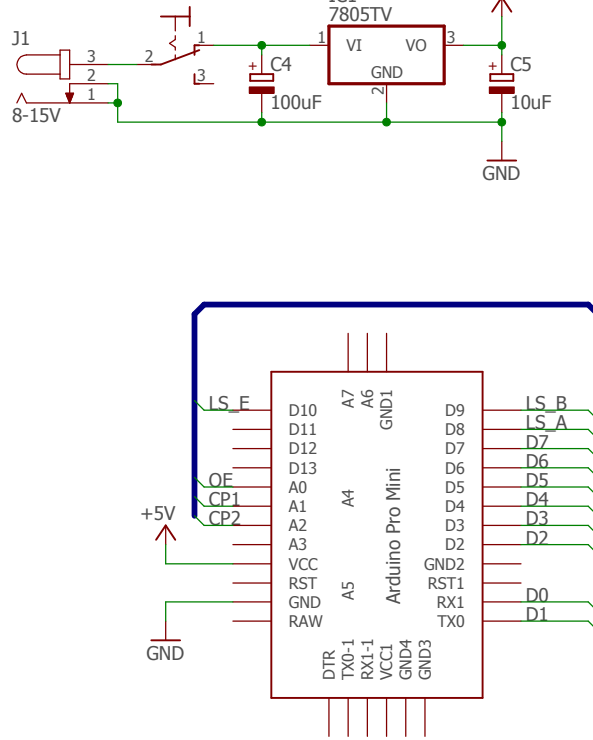 7805TV
J1
3
2
1
8-15V
2
1
3
+
C4
100uF
1
VI
VO
GND
2
3
+
C5
10uF
GND
LS_E
OE
CP1
CP2
+5V
GND
D10
D11
D12
D13
A0
A1
A2
A3
VCC
RST
GND
RAW
A7
A6
GND1
A4
A5
Arduino Pro Mini
DTR
TX0-1
RX1-1
VCC1
GND4
GND3
D9
D8
D7
D6
D5
D4
D3
D2
GND2
RST1
RX1
TX0
LS_B
LS_A
D7
D6
D5
D4
D3
D2
D0
D1